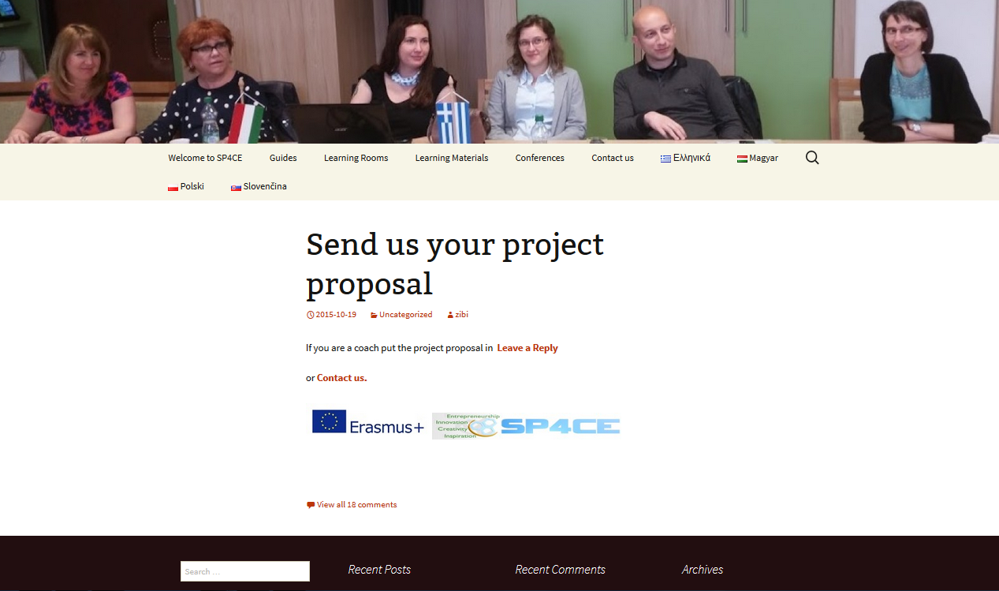 acer
Welcome to SP4CE Guides Learning Rooms Learning Materials Conferences Contact us Ελληνικά Magyar
Polski Slovenčina
Send us your project
proposal
2015-10-19 Uncategorized zibi
If you are a coach put the project proposal in Leave a Reply
or Contact us.
Erasmus+
Entrepreneurship
Innovation
Creativity
Inspiration
SP4CE
View all 18 comments
Search …
Recent Posts
Recent Comments
Archives